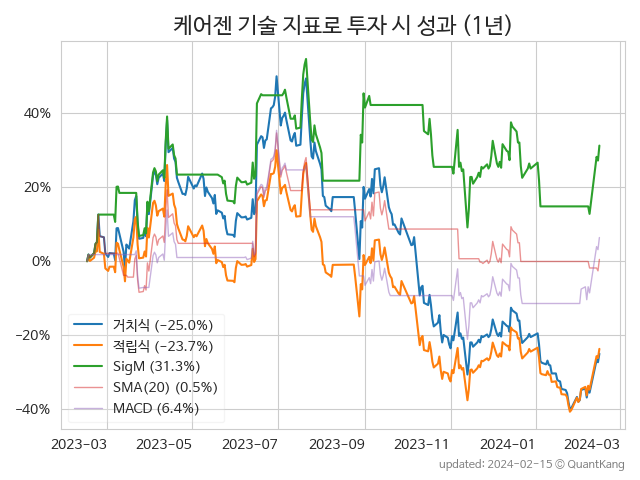 케어젠 기술 지표로 투자 시 성과 (1년)
40%
20%
0%
−20%
−40%
거치식 (−25.0%)
적립식 (−23.7%)
SigM (31.3%)
SMA(20) (0.5%)
MACD (6.4%)
2023−03 2023−05 2023−07 2023−09 2023−11 2024−01 2024−03
updated: 2024−02−15 © QuantKang